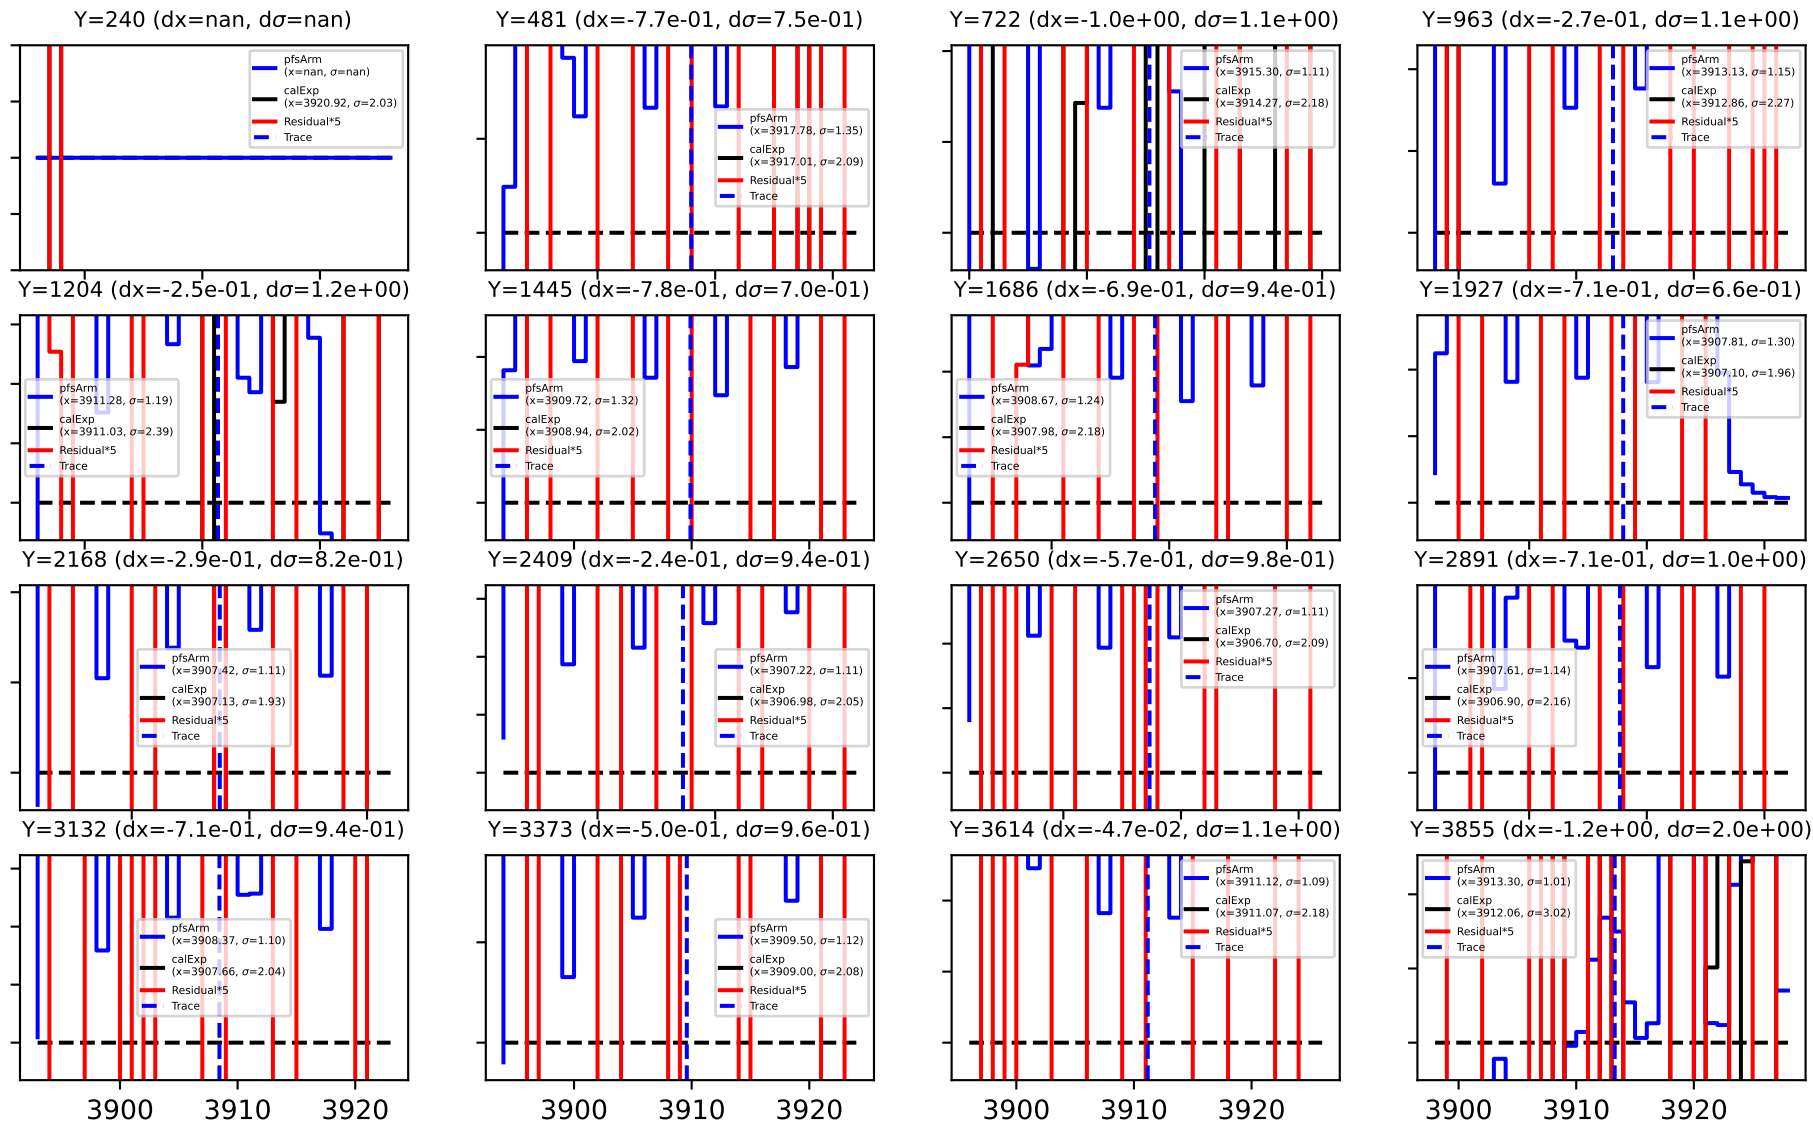 Y=240 (dx=nan, dσ=nan)
pfsArm
(x=nan, σ=nan)
calExp
(x=3920.92, σ=2.03)
Residual*5
Trace
Y=481 (dx=-7.7e-01, dσ=7.5e-01)
pfsArm
(x=3917.78, σ=1.35)
calExp
(x=3917.01, σ=2.09)
Residual*5
Trace
Y=722 (dx=-1.0e+00, dσ=1.1e+00)
pfsArm
(x=3915.30, σ=1.11)
calExp
(x=3914.27, σ=2.18)
Residual*5
Trace
Y=963 (dx=-2.7e-01, dσ=1.1e+00)
pfsArm
(x=3913.13, σ=1.15)
calExp
(x=3912.86, σ=2.27)
Residual*5
Trace
Y=1204 (dx=-2.5e-01, dσ=1.2e+00)
pfsArm
(x=3911.28, σ=1.19)
calExp
(x=3911.03, σ=2.39)
Residual*5
Trace
Y=1445 (dx=-7.8e-01, dσ=7.0e-01)
pfsArm
(x=3909.72, σ=1.32)
calExp
(x=3908.94, σ=2.02)
Residual*5
Trace
Y=1686 (dx=-6.9e-01, dσ=9.4e-01)
pfsArm
(x=3908.67, σ=1.24)
calExp
(x=3907.98, σ=2.18)
Residual*5
Trace
Y=1927 (dx=-7.1e-01, dσ=6.6e-01)
pfsArm
(x=3907.81, σ=1.30)
calExp
(x=3907.10, σ=1.96)
Residual*5
Trace
Y=2168 (dx=-2.9e-01, dσ=8.2e-01)
pfsArm
(x=3907.42, σ=1.11)
calExp
(x=3907.13, σ=1.93)
Residual*5
Trace
Y=2409 (dx=-2.4e-01, dσ=9.4e-01)
pfsArm
(x=3907.22, σ=1.11)
calExp
(x=3906.98, σ=2.05)
Residual*5
Trace
Y=2650 (dx=-5.7e-01, dσ=9.8e-01)
pfsArm
(x=3907.27, σ=1.11)
calExp
(x=3906.70, σ=2.09)
Residual*5
Trace
Y=2891 (dx=-7.1e-01, dσ=1.0e+00)
pfsArm
(x=3907.61, σ=1.14)
calExp
(x=3906.90, σ=2.16)
Residual*5
Trace
Y=3132 (dx=-7.1e-01, dσ=9.4e-01)
pfsArm
(x=3908.37, σ=1.10)
calExp
(x=3907.66, σ=2.04)
Residual*5
Trace
3900 3910 3920
Y=3373 (dx=-5.0e-01, dσ=9.6e-01)
pfsArm
(x=3909.50, σ=1.12)
calExp
(x=3909.00, σ=2.08)
Residual*5
Trace
3900 3910 3920
Y=3614 (dx=-4.7e-02, dσ=1.1e+00)
pfsArm
(x=3911.12, σ=1.09)
calExp
(x=3911.07, σ=2.18)
Residual*5
Trace
3900 3910 3920
Y=3855 (dx=-1.2e+00, dσ=2.0e+00)
pfsArm
(x=3913.30, σ=1.01)
calExp
(x=3912.06, σ=3.02)
Residual*5
Trace
3900 3910 3920